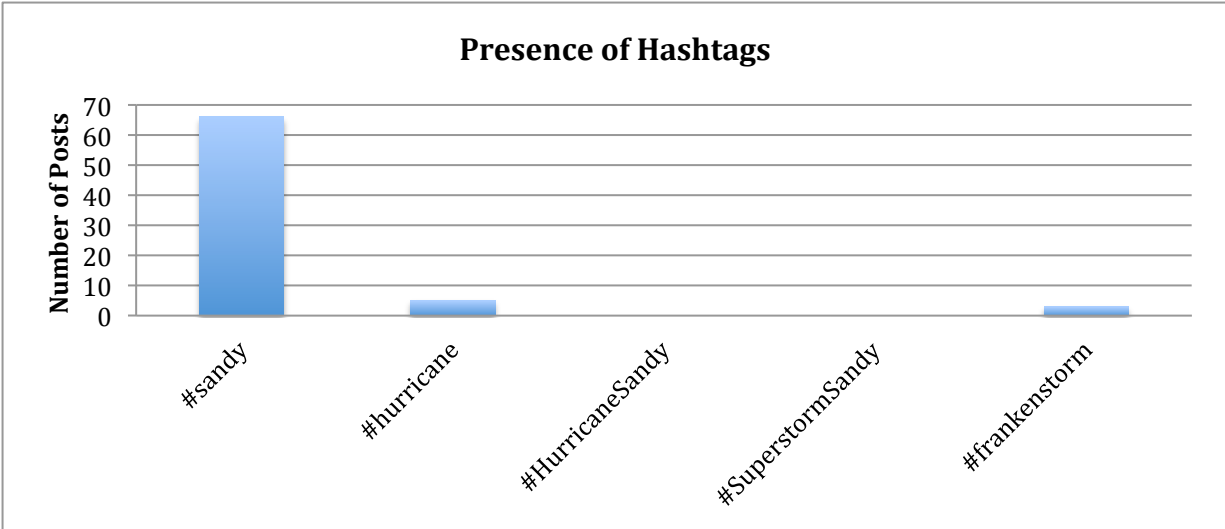 Presence of Hashtags
Number of Posts
70
60
50
40
30
20
10
0
#sandy
#hurricane
#HurricaneSandy
#SuperstormSandy
#frankenstorm